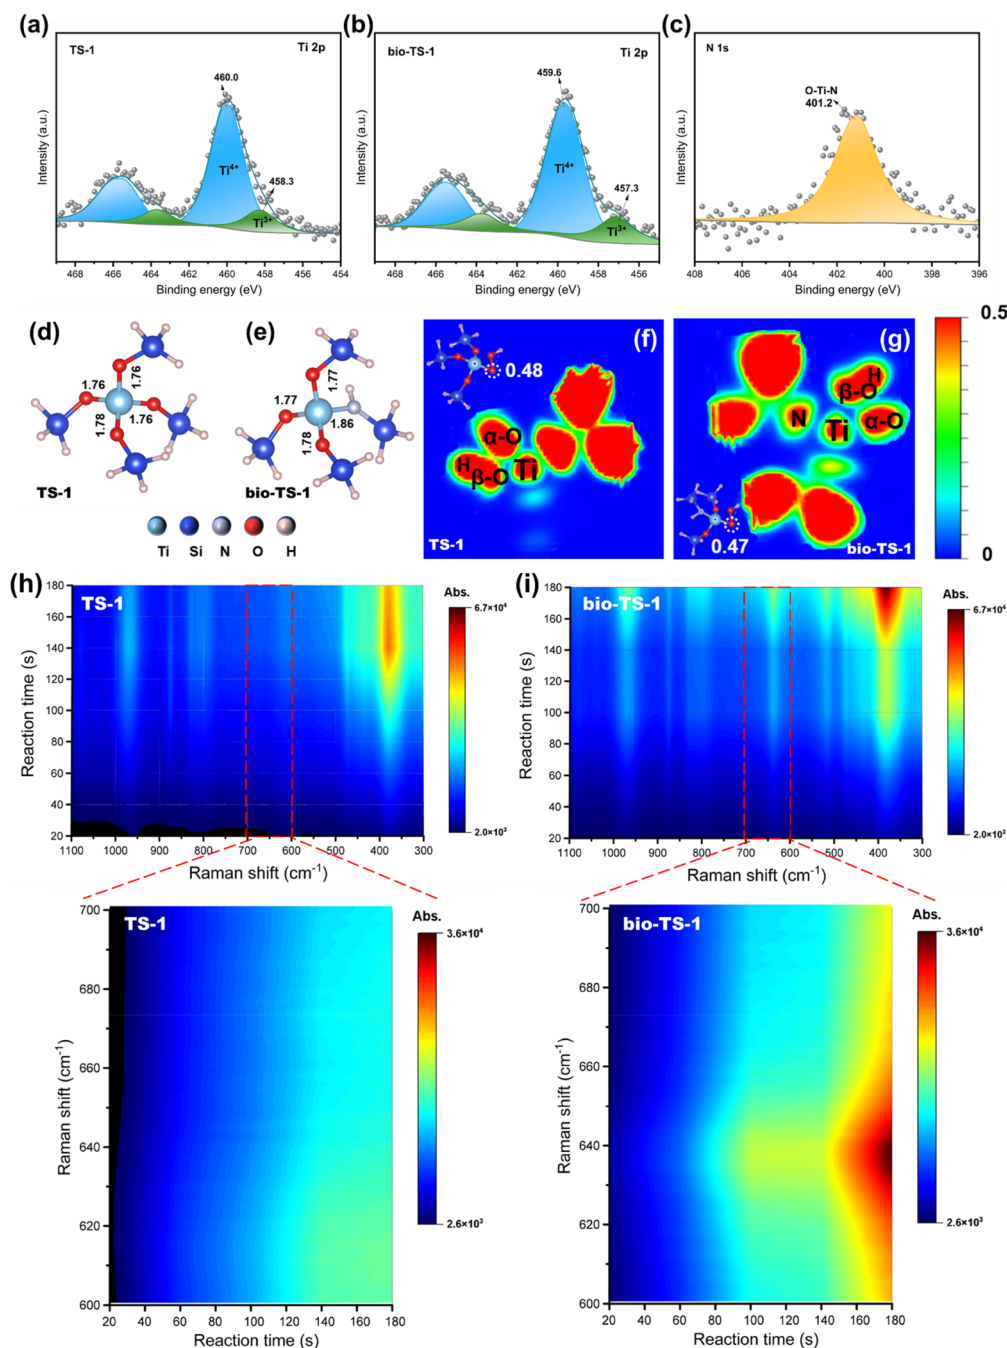 (a)
TS-1
Ti 2p
460.0
Ti4+
458.3
Ti3+
Intensity (a.u.)
468 466 464 462 460 458 456 454
Binding energy (eV)
(b)
bio-TS-1
Ti 2p
459.6
Ti4+
457.3
Ti3+
Intensity (a.u.)
468 466 464 462 460 458 456
Binding energy (eV)
(c)
N 1s
O-Ti-N
401.2
Intensity (a.u.)
408 406 404 402 400 398 396
Binding energy (eV)
(d)
1.76
1.76
1.78
1.76
TS-1
(e)
1.77
1.77
1.86
1.78
bio-TS-1
Ti Si N O H
(f)
0.48
α-O
H
β-O
Ti
TS-1
(g)
H
β-O
N
Ti
α-O
0.47
bio-TS-1
0.5
0
(h)
TS-1
Reaction time (s)
180
160
140
120
100
80
60
40
20
1100 1000 900 800 700 600 500 400 300
Raman shift (cm-1)
Abs.
6.7×10⁴
2.0×10³
(i)
bio-TS-1
Reaction time (s)
180
160
140
120
100
80
60
40
20
1100 1000 900 800 700 600 500 400 300
Raman shift (cm-1)
Abs.
6.7×10⁴
2.0×10³
TS-1
Raman shift (cm-1)
700
680
660
640
620
600
20 40 60 80 100 120 140 160 180
Reaction time (s)
Abs.
3.6×10⁴
2.6×10³
bio-TS-1
Raman shift (cm-1)
700
680
660
640
620
600
20 40 60 80 100 120 140 160 180
Reaction time (s)
Abs.
3.6×10⁴
2.6×10³